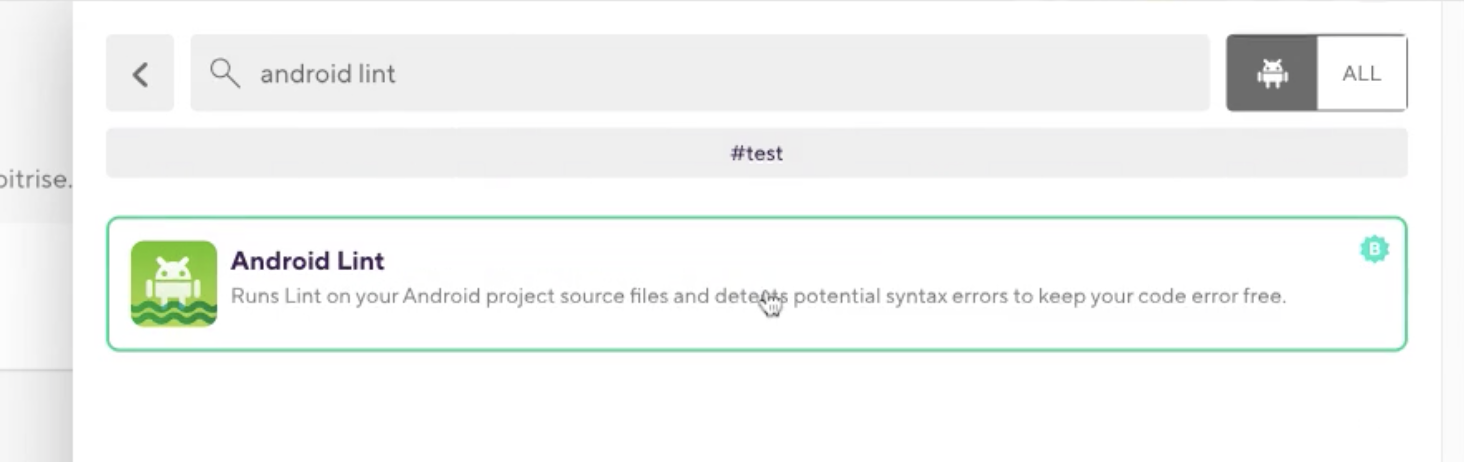 android lint
ALL
#test
bitrise.
Android Lint
B
Runs Lint on your Android project source files and detects potential syntax errors to keep your code error free.